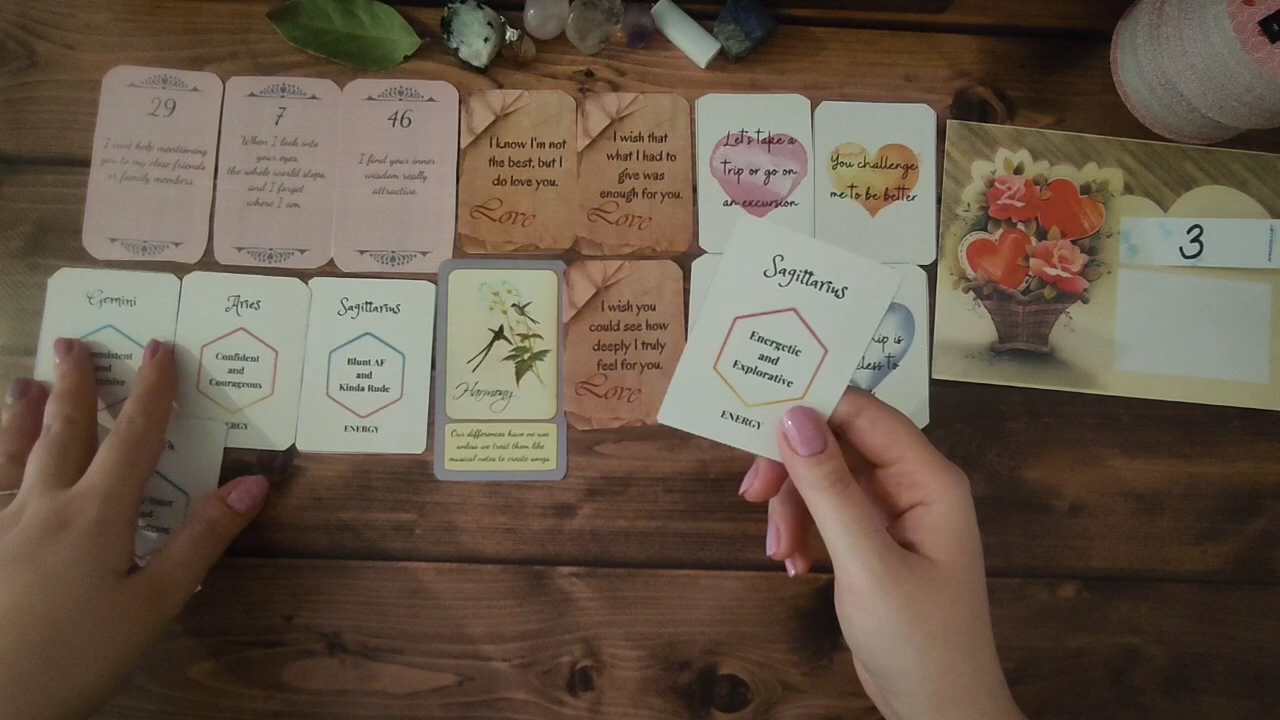 29
I can't help mentioning
you to my close friends
or family members.
7
When I look into
your eyes,
the whole world stops
and I forget
where I am.
46
I find your inner
wisdom really
attractive.
I know I'm not
the best, but I
do love you.
Love
I wish that
what I had to
give was
enough for you.
Love
Let's take a
trip or go on
an excursion
You challenge
me to be better
3
Gemini
and
Aries
Confident
and
Courageous
ENERGY
Sagittarius
Blunt AF
and
Kinda Rude
ENERGY
Harmony
Our differences have no use
unless we treat them like
musical notes to create songs
I wish you
could see how
deeply I truly
feel for you.
Love
Sagittarius
Energetic
and
Explorative
ENERGY
is
to